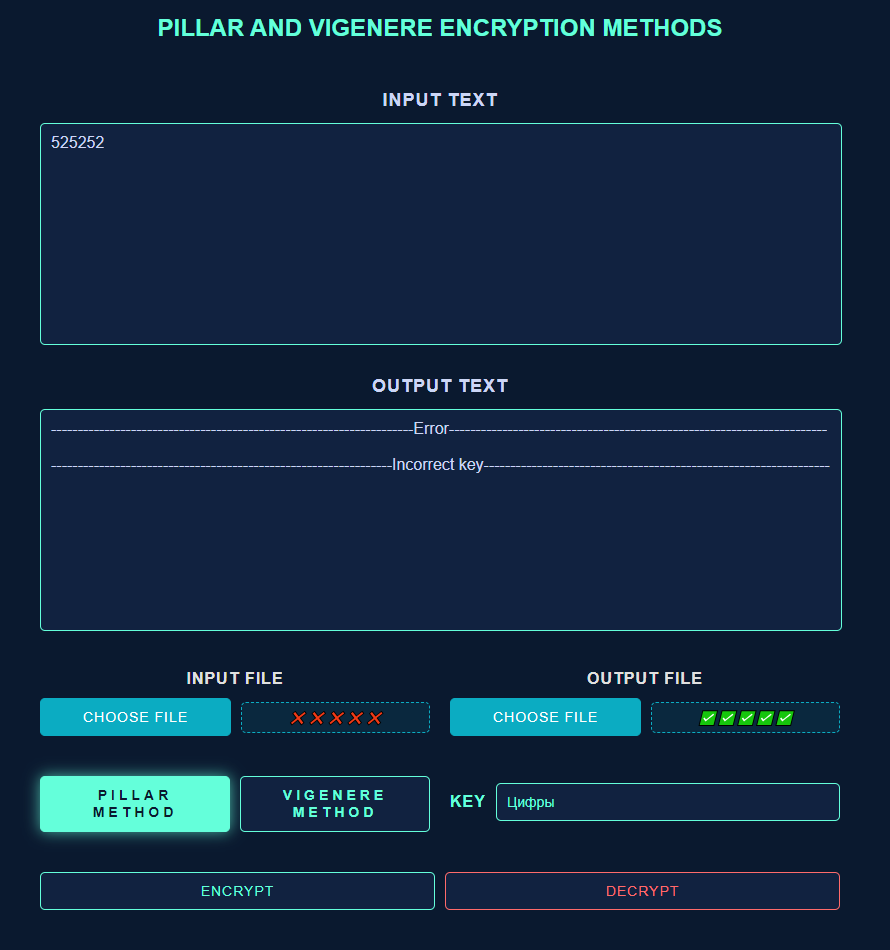 PILLAR AND VIGENERE ENCRYPTION METHODS
INPUT TEXT
525252
OUTPUT TEXT
--------------------------------------------------------------------Error-----------------------------------------------------------------------
----------------------------------------------------------------Incorrect key-----------------------------------------------------------------
INPUT FILE
OUTPUT FILE
CHOOSE FILE
CHOOSE FILE
PILLAR
METHOD
VIGENERE
METHOD
KEY
Цифры
ENCRYPT
DECRYPT